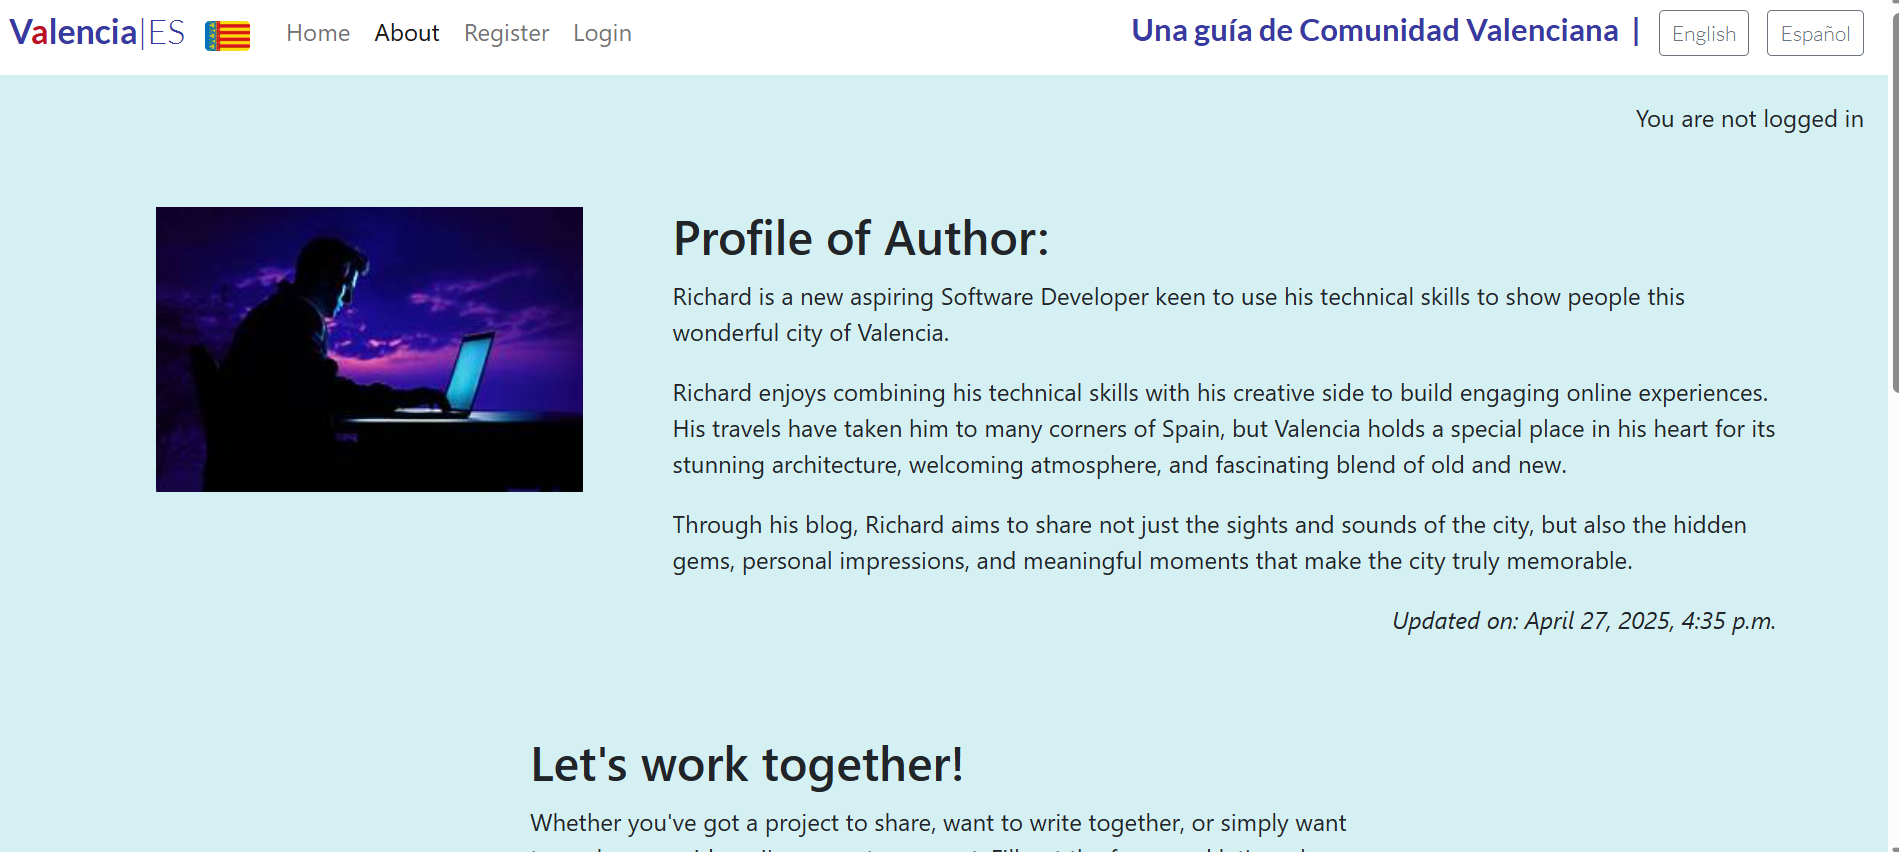 Valencia|ES Home About Register Login Una guía de Comunidad Valenciana | English Español
You are not logged in
Profile of Author:
Richard is a new aspiring Software Developer keen to use his technical skills to show people this
wonderful city of Valencia.
Richard enjoys combining his technical skills with his creative side to build engaging online experiences.
His travels have taken him to many corners of Spain, but Valencia holds a special place in his heart for its
stunning architecture, welcoming atmosphere, and fascinating blend of old and new.
Through his blog, Richard aims to share not just the sights and sounds of the city, but also the hidden
gems, personal impressions, and meaningful moments that make the city truly memorable.
Updated on: April 27, 2025, 4:35 p.m.
Let's work together!
Whether you've got a project to share, want to write together, or simply want